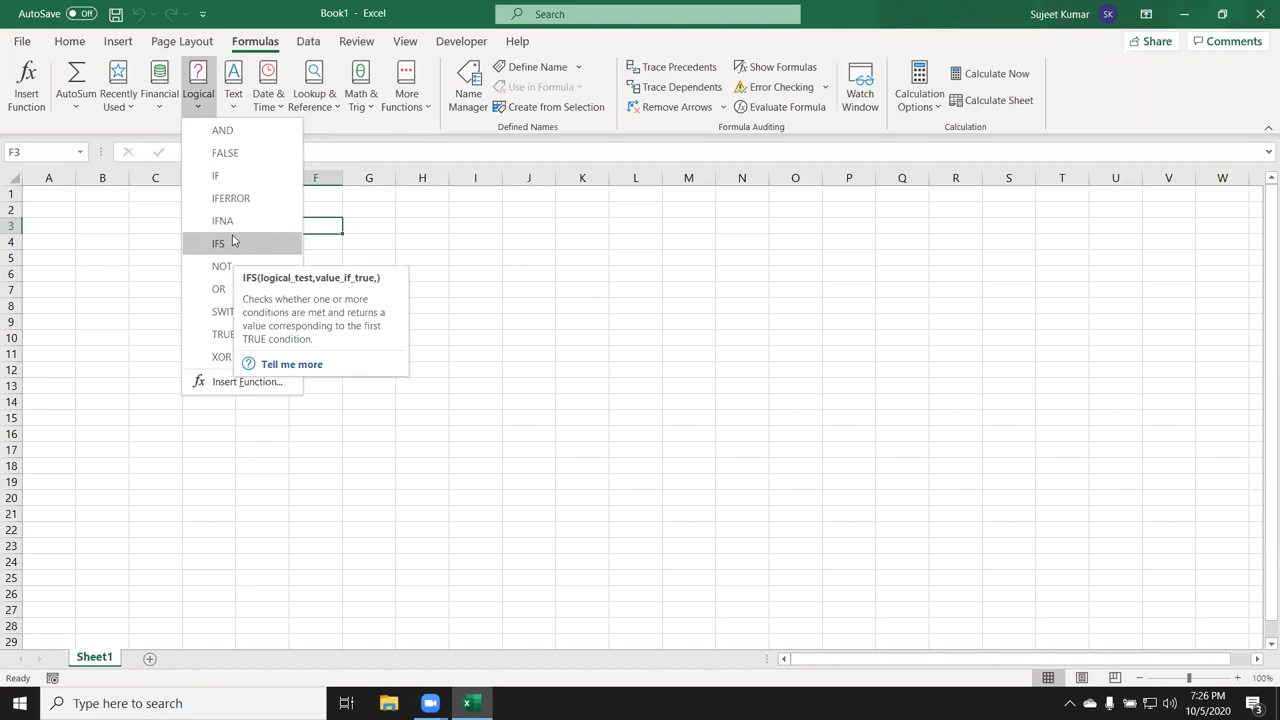 AutoSave Off
Book1 - Excel
Search
Sujeet Kumar
SK
File Home Insert Page Layout Formulas Data Review View Developer Help
Share
Comments
Insert Function
AutoSum
Recently Used
Financial
Logical
Text
Date & Time
Lookup & Reference
Math & Trig
More Functions
Name Manager
Define Name
Use in Formula
Create from Selection
Defined Names
Trace Precedents
Trace Dependents
Remove Arrows
Show Formulas
Error Checking
Evaluate Formula
Formula Auditing
Watch Window
Calculation Options
Calculate Now
Calculate Sheet
Calculation
F3
A B C F G H I J K L M N O P Q R S T U V W
1
2
3
4
5
6
7
8
9
10
11
12
13
14
15
16
17
18
19
20
21
22
23
24
25
26
27
28
29
AND
FALSE
IF
IFERROR
IFNA
IFS
NOT
OR
SWIT
TRUE
XOR
fx Insert Function...
IFS(logical_test,value_if_true,)
Checks whether one or more
conditions are met and returns a
value corresponding to the first
TRUE condition.
? Tell me more
Sheet1
Ready
100%
Type here to search
7:26 PM
10/5/2020
3